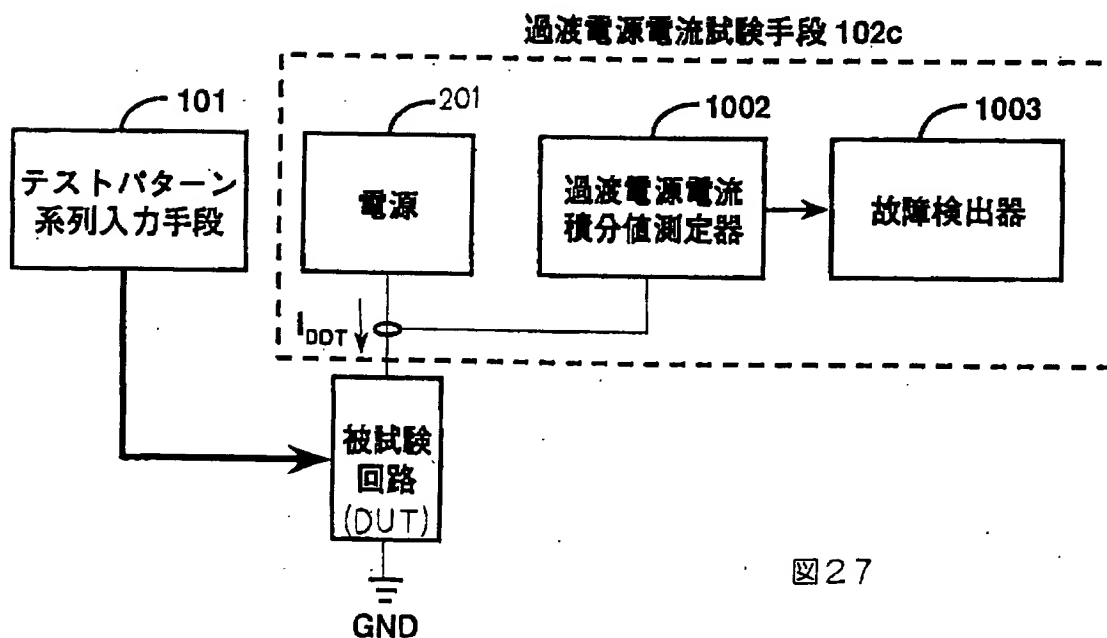 過渡電源電流試験手段 102c
101
201
1002
1003
テストパターン
系列入力手段
電源
過渡電源電流
積分値測定器
故障検出器
IDDT
被試験
回路
(DUT)
GND
図27